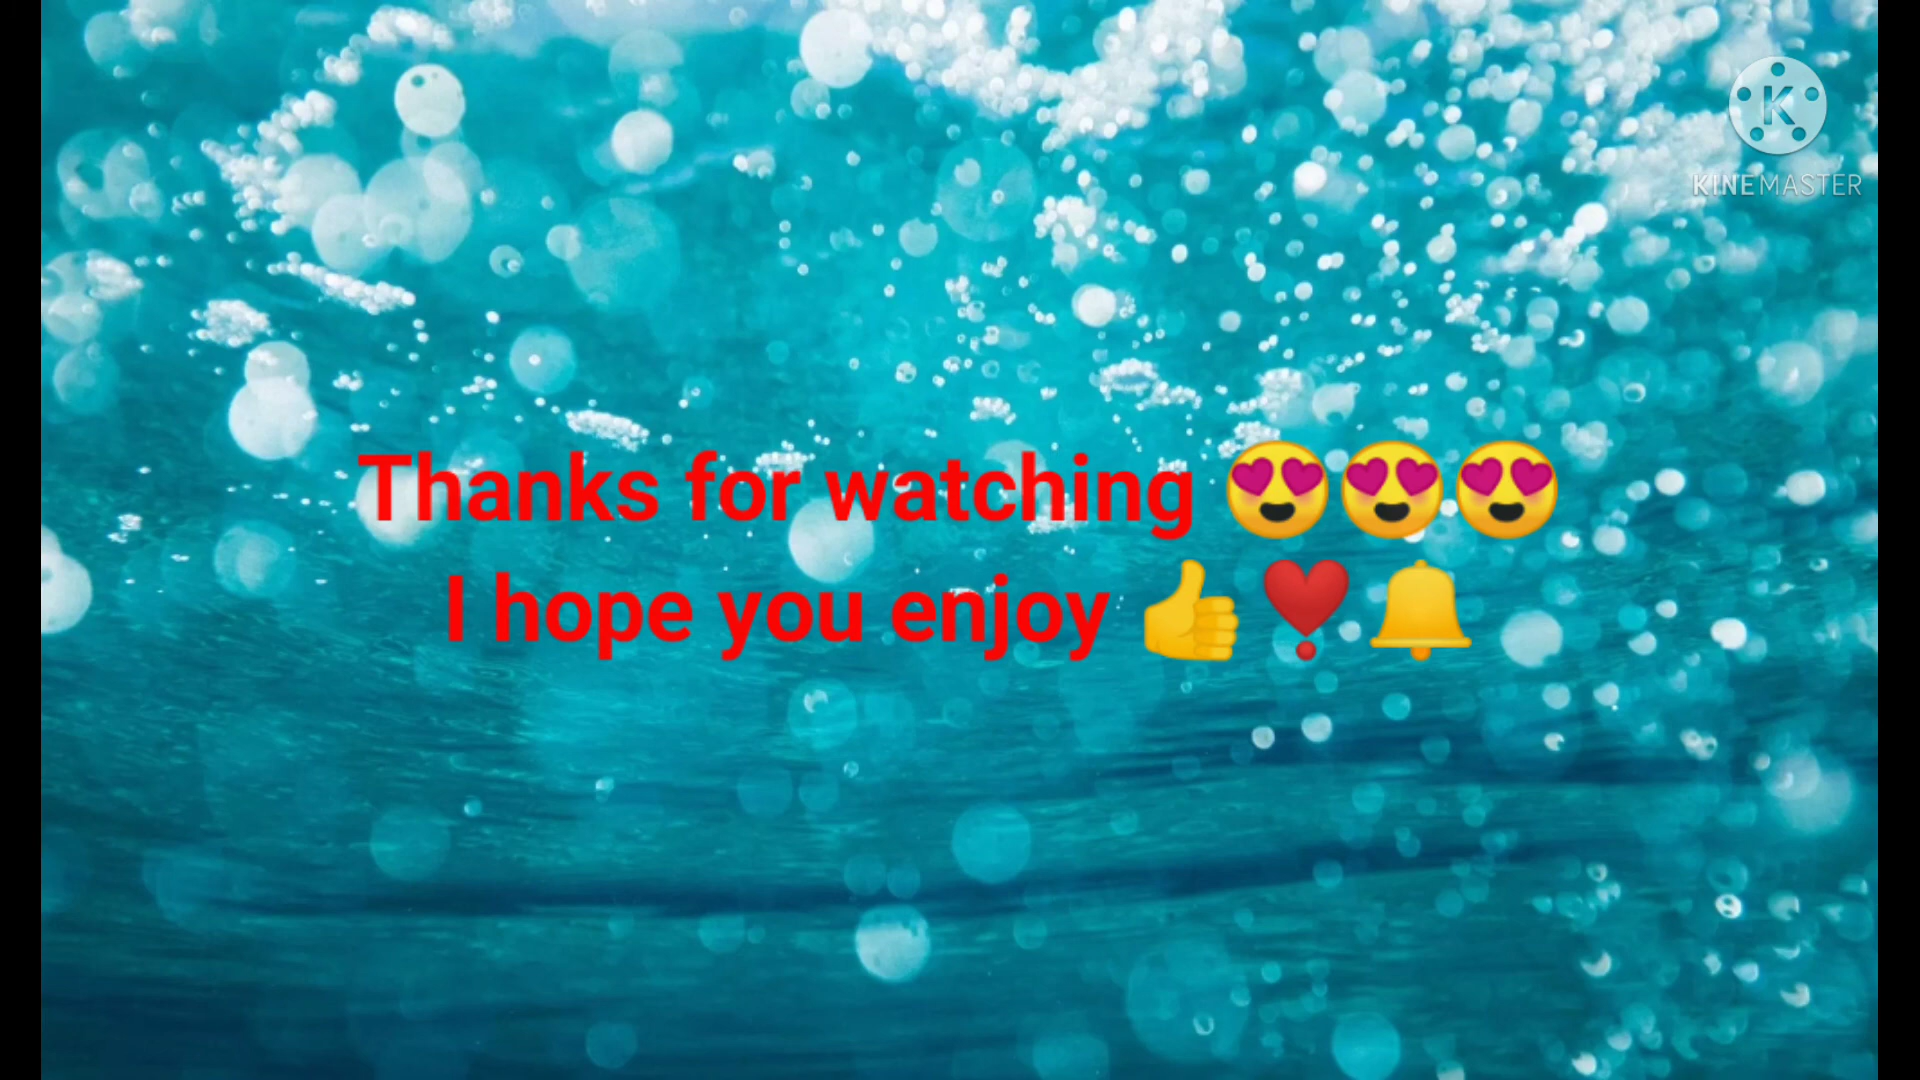 K
KINEMASTER
Thanks for watching 😍😍😍
I hope you enjoy 👍❣️🔔